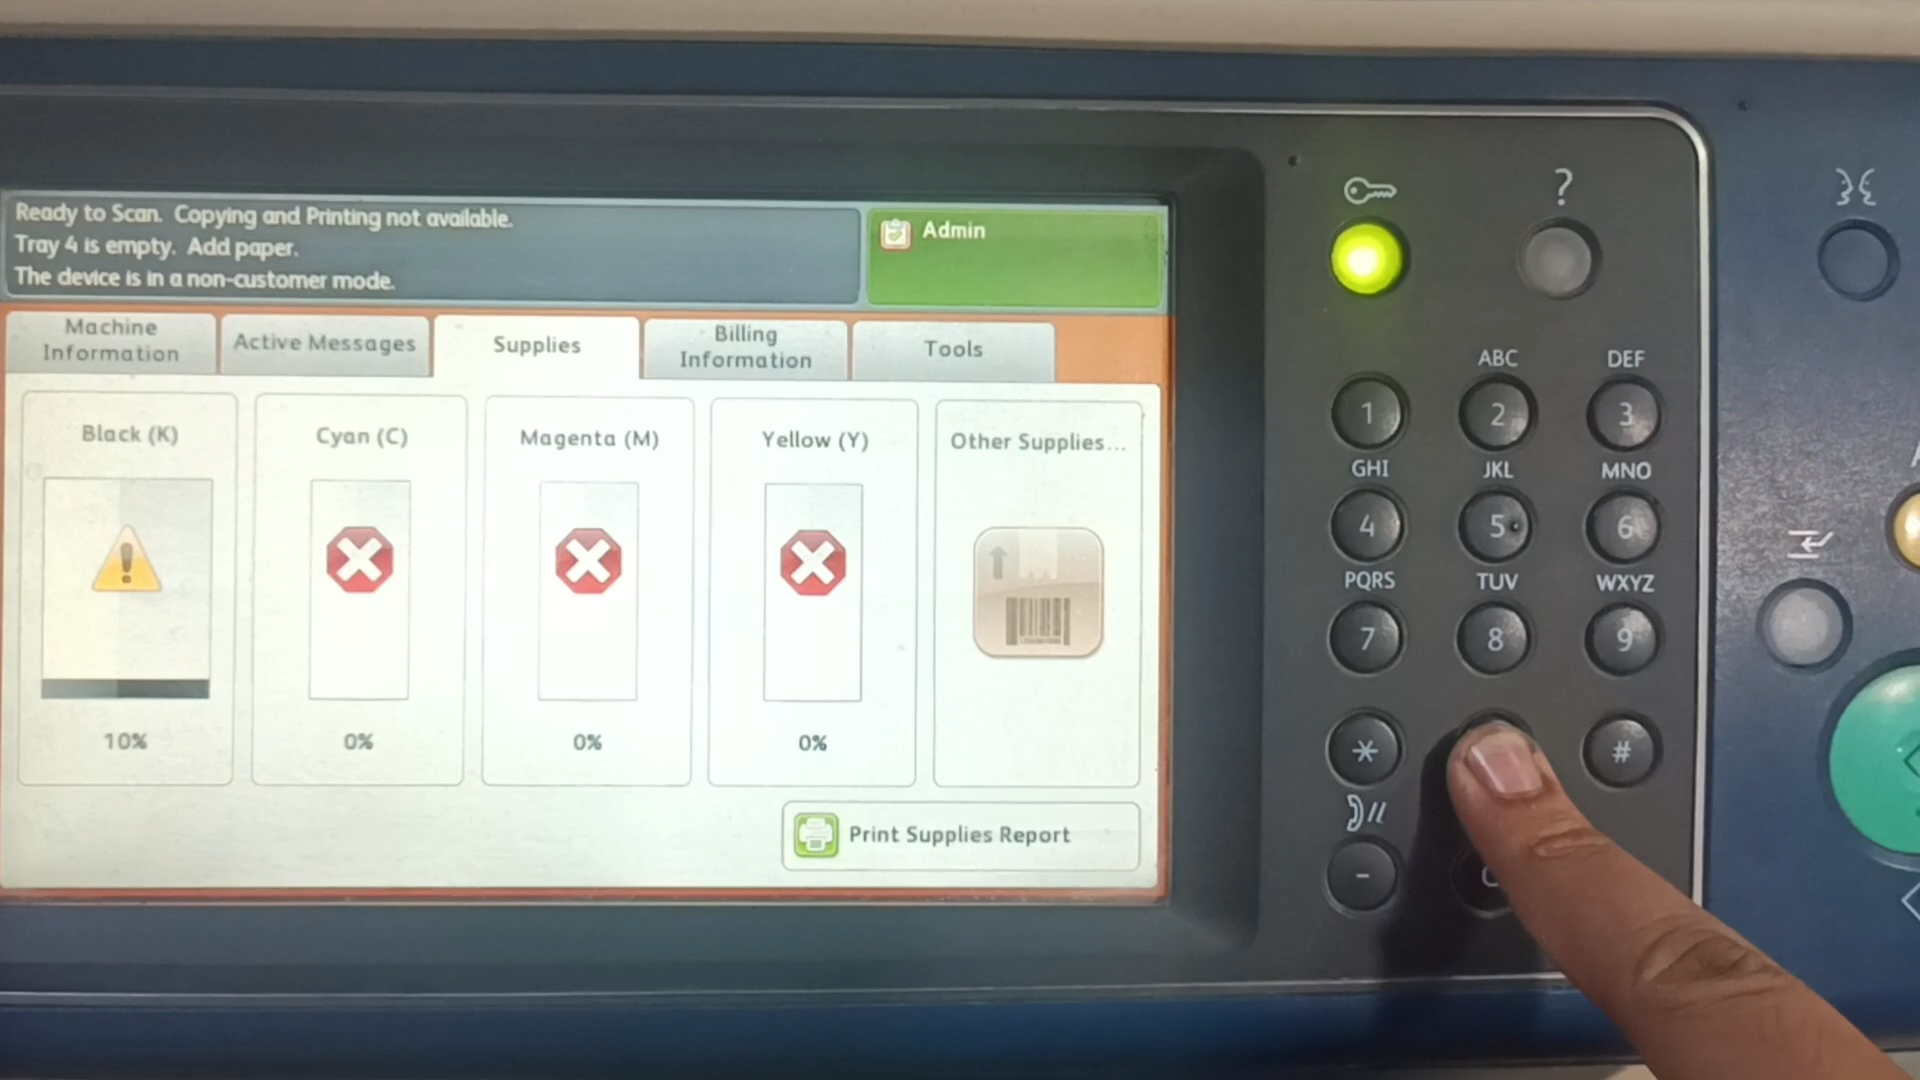 Ready to Scan. Copying and Printing not available.
Tray 4 is empty. Add paper.
The device is in a non-customer mode.
Admin
Machine Information
Active Messages
Supplies
Billing Information
Tools
Black (K)
Cyan (C)
Magenta (M)
Yellow (Y)
Other Supplies...
10%
0%
0%
0%
Print Supplies Report
?
ABC
DEF
1
2
3
GHI
JKL
MNO
4
5
6
PQRS
TUV
WXYZ
7
8
9
*
#
-
C